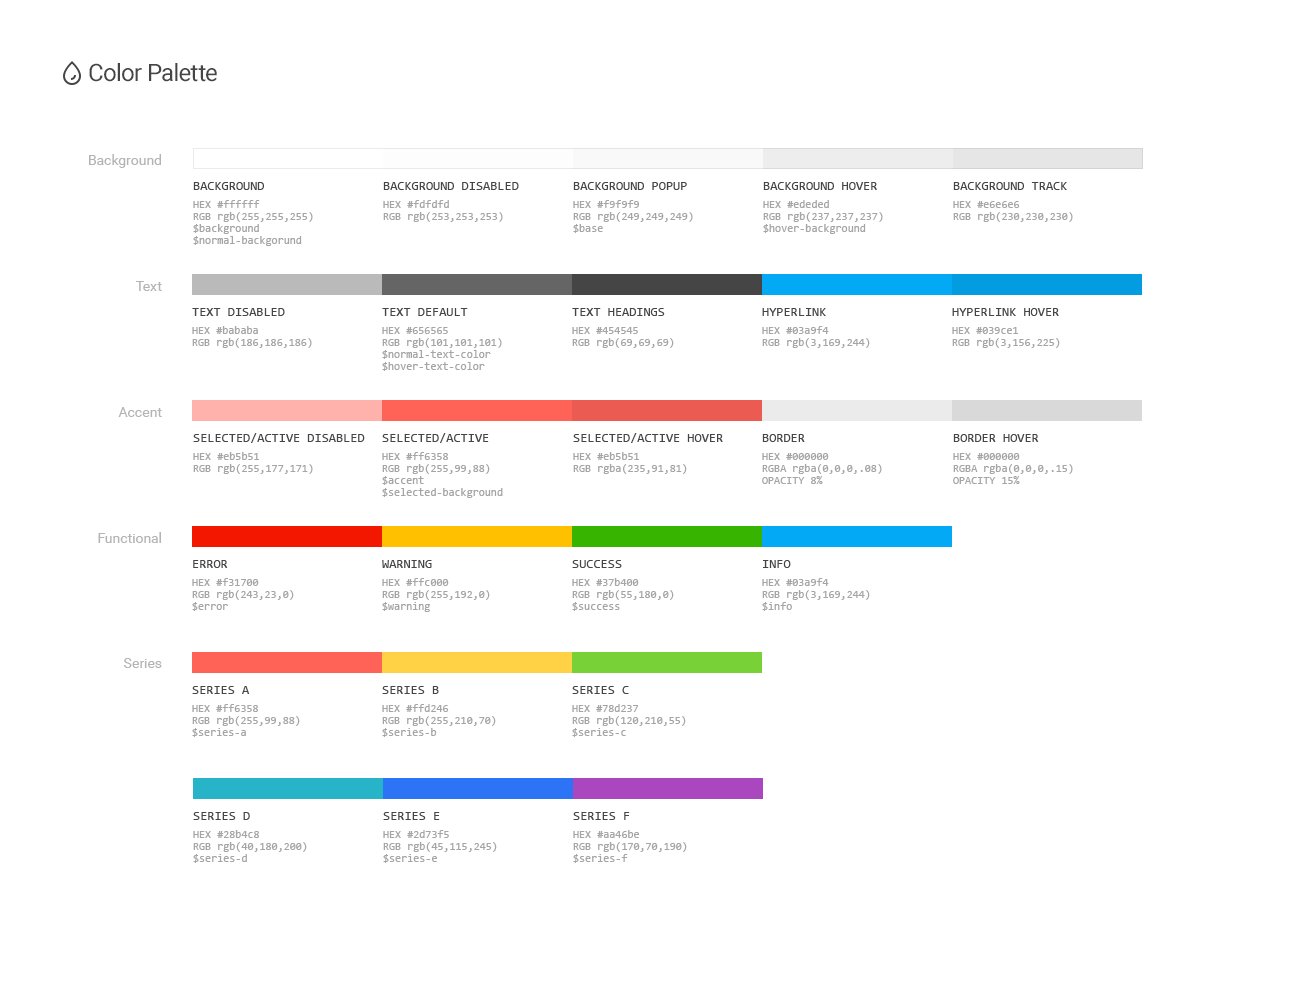 Color Palette
Background
BACKGROUND
HEX #ffffff
RGB rgb(255,255,255)
$background
$normal-backgorund
BACKGROUND DISABLED
HEX #fdfdfd
RGB rgb(253,253,253)
BACKGROUND POPUP
HEX #f9f9f9
RGB rgb(249,249,249)
$base
BACKGROUND HOVER
HEX #ededed
RGB rgb(237,237,237)
$hover-background
BACKGROUND TRACK
HEX #e6e6e6
RGB rgb(230,230,230)
Text
TEXT DISABLED
HEX #bababa
RGB rgb(186,186,186)
TEXT DEFAULT
HEX #656565
RGB rgb(101,101,101)
$normal-text-color
$hover-text-color
TEXT HEADINGS
HEX #454545
RGB rgb(69,69,69)
HYPERLINK
HEX #03a9f4
RGB rgb(3,169,244)
HYPERLINK HOVER
HEX #039ce1
RGB rgb(3,156,225)
Accent
SELECTED/ACTIVE DISABLED
HEX #eb5b51
RGB rgb(255,177,171)
SELECTED/ACTIVE
HEX #ff6358
RGB rgb(255,99,88)
$accent
$selected-background
SELECTED/ACTIVE HOVER
HEX #eb5b51
RGB rgba(235,91,81)
BORDER
HEX #000000
RGBA rgba(0,0,0,.08)
OPACITY 8%
BORDER HOVER
HEX #000000
RGBA rgba(0,0,0,.15)
OPACITY 15%
Functional
ERROR
HEX #f31700
RGB rgb(243,23,0)
$error
WARNING
HEX #ffc000
RGB rgb(255,192,0)
$warning
SUCCESS
HEX #37b400
RGB rgb(55,180,0)
$success
INFO
HEX #03a9f4
RGB rgb(3,169,244)
$info
Series
SERIES A
HEX #ff6358
RGB rgb(255,99,88)
$series-a
SERIES B
HEX #ffd246
RGB rgb(255,210,70)
$series-b
SERIES C
HEX #78d237
RGB rgb(120,210,55)
$series-c
SERIES D
HEX #28b4c8
RGB rgb(40,180,200)
$series-d
SERIES E
HEX #2d73f5
RGB rgb(45,115,245)
$series-e
SERIES F
HEX #aa46be
RGB rgb(170,70,190)
$series-f